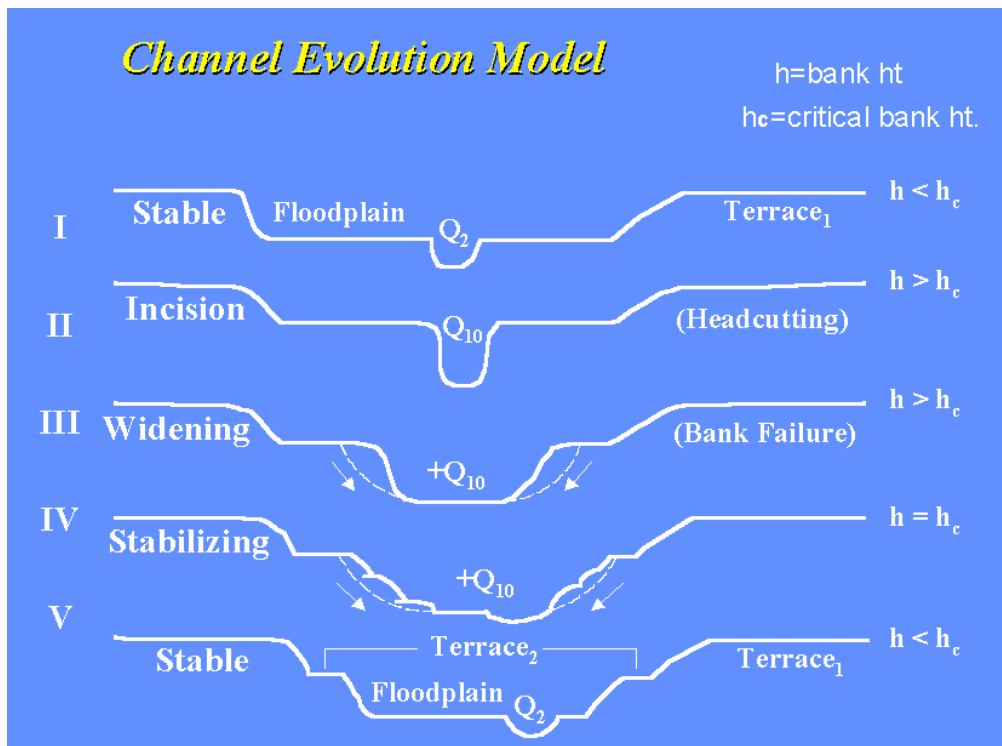 Channel Evolution Model
h=bank ht
hc=critical bank ht.
I
Stable
Floodplain
Q2
Terrace1
h < hc
II
Incision
Q10
(Headcutting)
h > hc
III
Widening
+Q10
(Bank Failure)
h > hc
IV
Stabilizing
+Q10
h = hc
V
Stable
Terrace2
Floodplain
Q2
Terrace1
h < hc